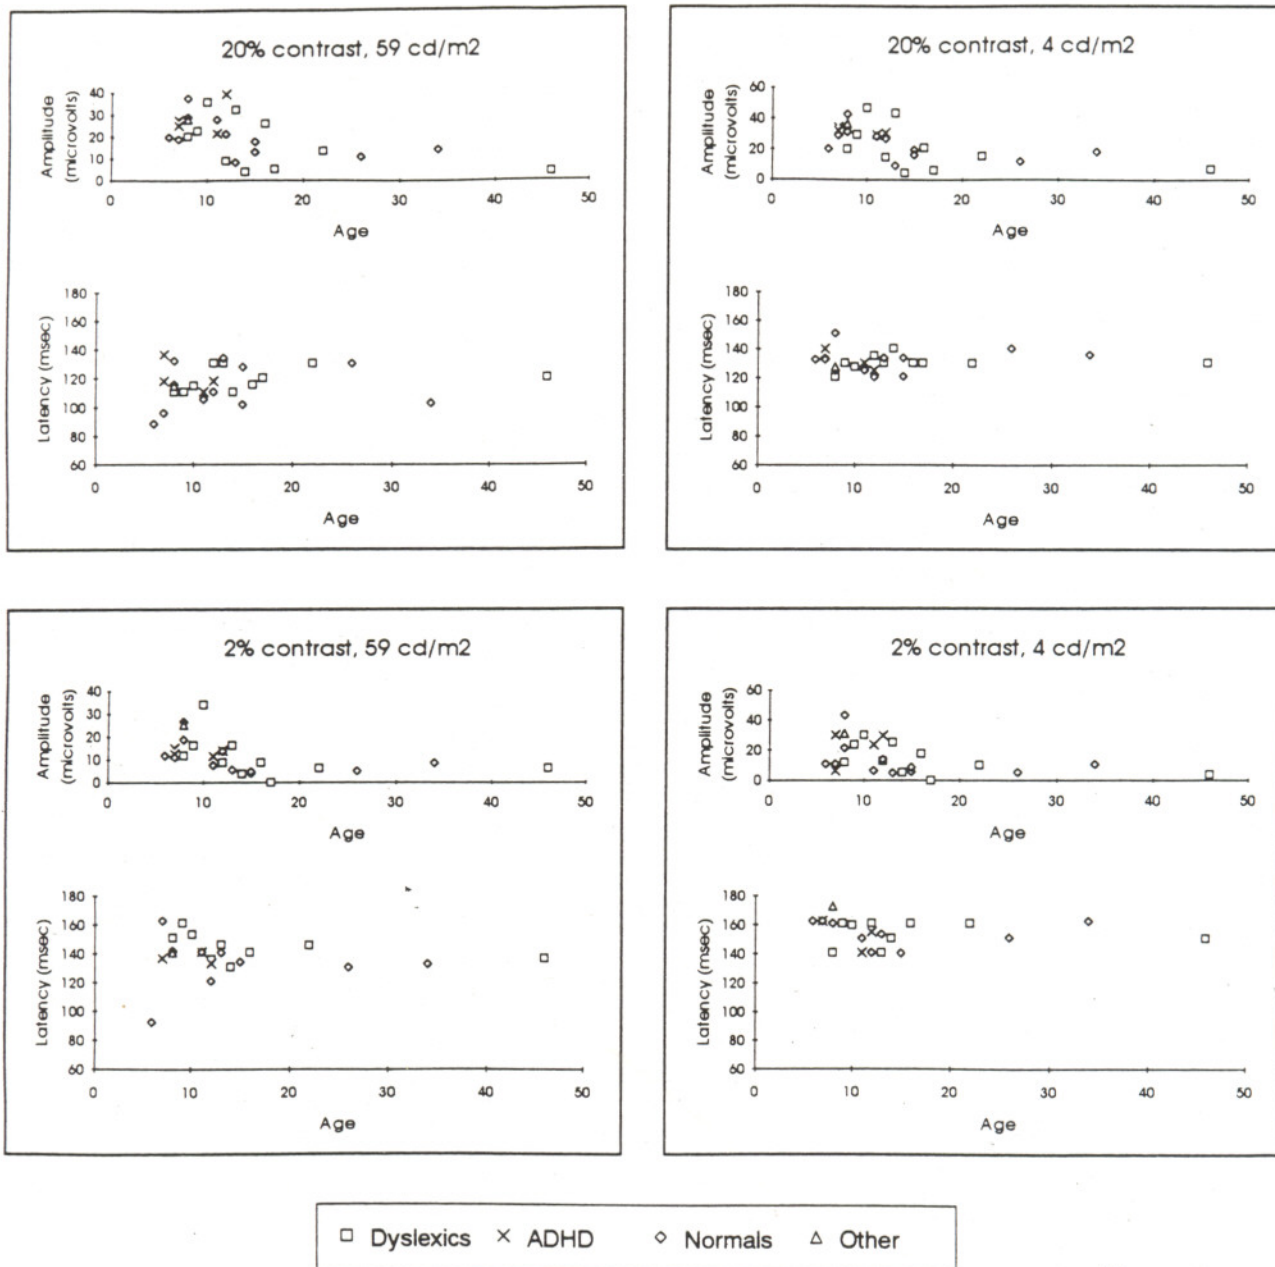 20% contrast, 59 cd/m2
Amplitude
(microvolts)
40
30
20
10
0
0 10 20 30 40 50
Age
Latency (msec)
180
160
140
120
100
80
60
0 10 20 30 40 50
Age
20% contrast, 4 cd/m2
Amplitude
(microvolts)
60
40
20
0
0 10 20 30 40 50
Age
Latency (msec)
180
160
140
120
100
80
60
0 10 20 30 40 50
Age
2% contrast, 59 cd/m2
Amplitude
(microvolts)
40
30
20
10
0
0 10 20 30 40 50
Age
Latency (msec)
180
160
140
120
100
80
60
0 10 20 30 40 50
Age
2% contrast, 4 cd/m2
Amplitude
(microvolts)
60
40
20
0
0 10 20 30 40 50
Age
Latency (msec)
180
160
140
120
100
80
60
0 10 20 30 40 50
Age
Dyslexics ADHD Normals Other